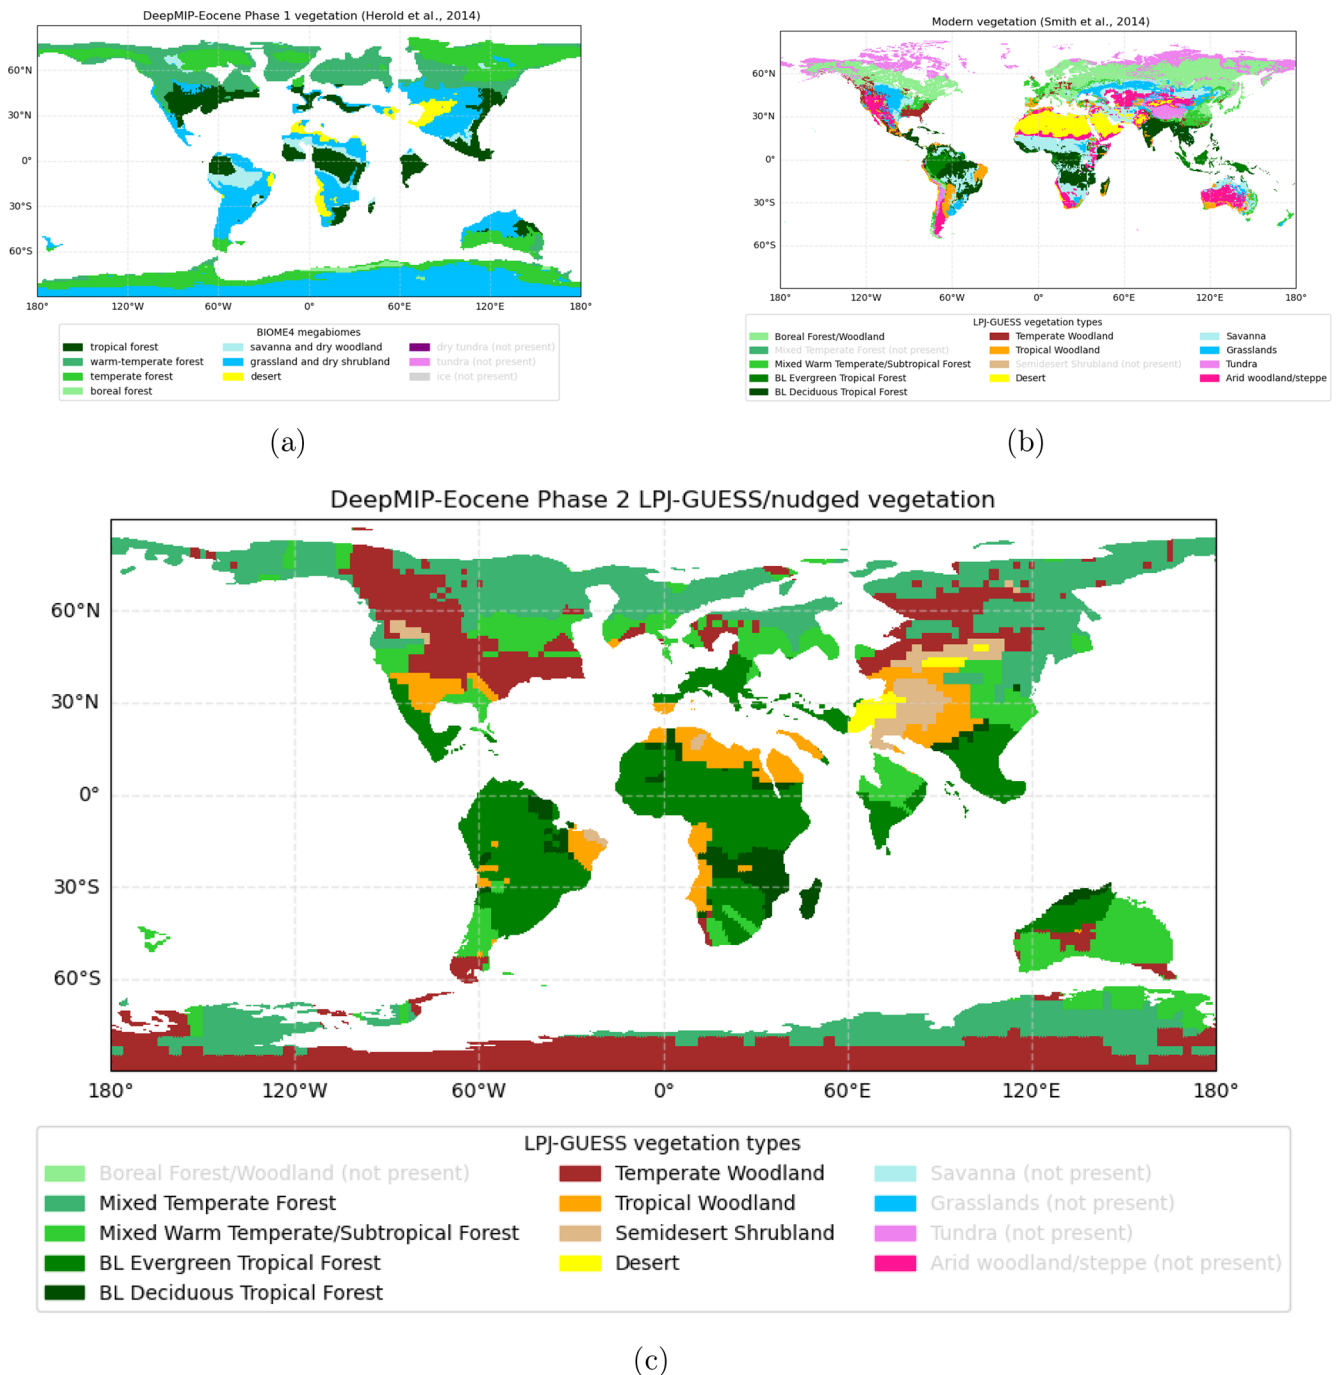 DeepMIP-Eocene Phase 1 vegetation (Herold et al., 2014)
60°N
30°N
0°
30°S
60°S
180° 120°W 60°W 0° 60°E 120°E 180°
BIOME4 megabiomes
tropical forest savanna and dry woodland dry tundra (not present)
warm-temperate forest grassland and dry shrubland tundra (not present)
temperate forest desert ice (not present)
boreal forest
(a)
Modern vegetation (Smith et al., 2014)
60°N
30°N
0°
30°S
60°S
180° 120°W 60°W 0° 60°E 120°E 180°
LPJ-GUESS vegetation types
Boreal Forest/Woodland Temperate Woodland Savanna
Mixed Temperate Forest (not present) Tropical Woodland Grasslands
Mixed Warm Temperate/Subtropical Forest Semidesert Shrubland (not present) Tundra
BL Evergreen Tropical Forest Desert Arid woodland/steppe
BL Deciduous Tropical Forest
(b)
DeepMIP-Eocene Phase 2 LPJ-GUESS/nudged vegetation
60°N
30°N
0°
30°S
60°S
180° 120°W 60°W 0° 60°E 120°E 180°
LPJ-GUESS vegetation types
Boreal Forest/Woodland (not present) Temperate Woodland Savanna (not present)
Mixed Temperate Forest Tropical Woodland Grasslands (not present)
Mixed Warm Temperate/Subtropical Forest Semidesert Shrubland Tundra (not present)
BL Evergreen Tropical Forest Desert Arid woodland/steppe (not present)
BL Deciduous Tropical Forest
(c)